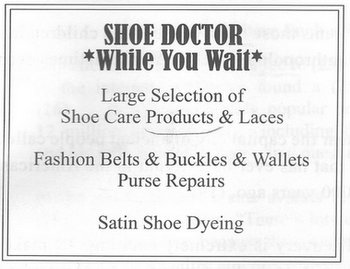 SHOE DOCTOR
*While You Wait*
Large Selection of
Shoe Care Products & Laces
Fashion Belts & Buckles & Wallets
Purse Repairs
Satin Shoe Dyeing